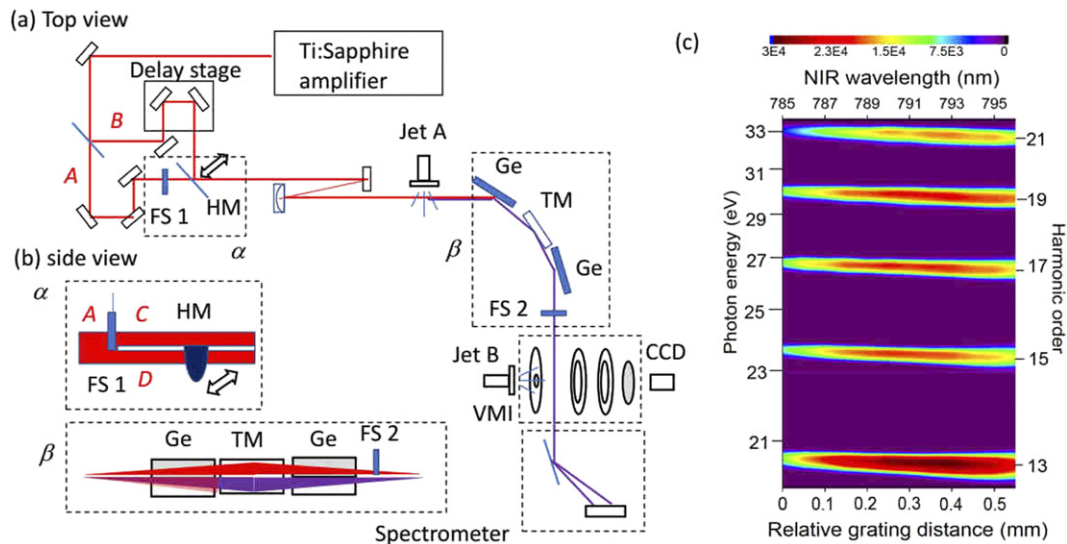 (a) Top view
Ti:Sapphire
amplifier
Delay stage
B
A
FS 1
HM
α
Jet A
Ge
TM
β
Ge
FS 2
Jet B
VMI
CCD
Spectrometer
(b) side view
α
A
C
HM
FS 1
D
β
Ge
TM
Ge
FS 2
(c)
3E4 2.3E4 1.5E4 7.5E3 0
NIR wavelength (nm)
785 787 789 791 793 795
Photon energy (eV)
33
31
29
27
25
23
21
21
19
17
15
13
Harmonic order
0 0.1 0.2 0.3 0.4 0.5
Relative grating distance (mm)